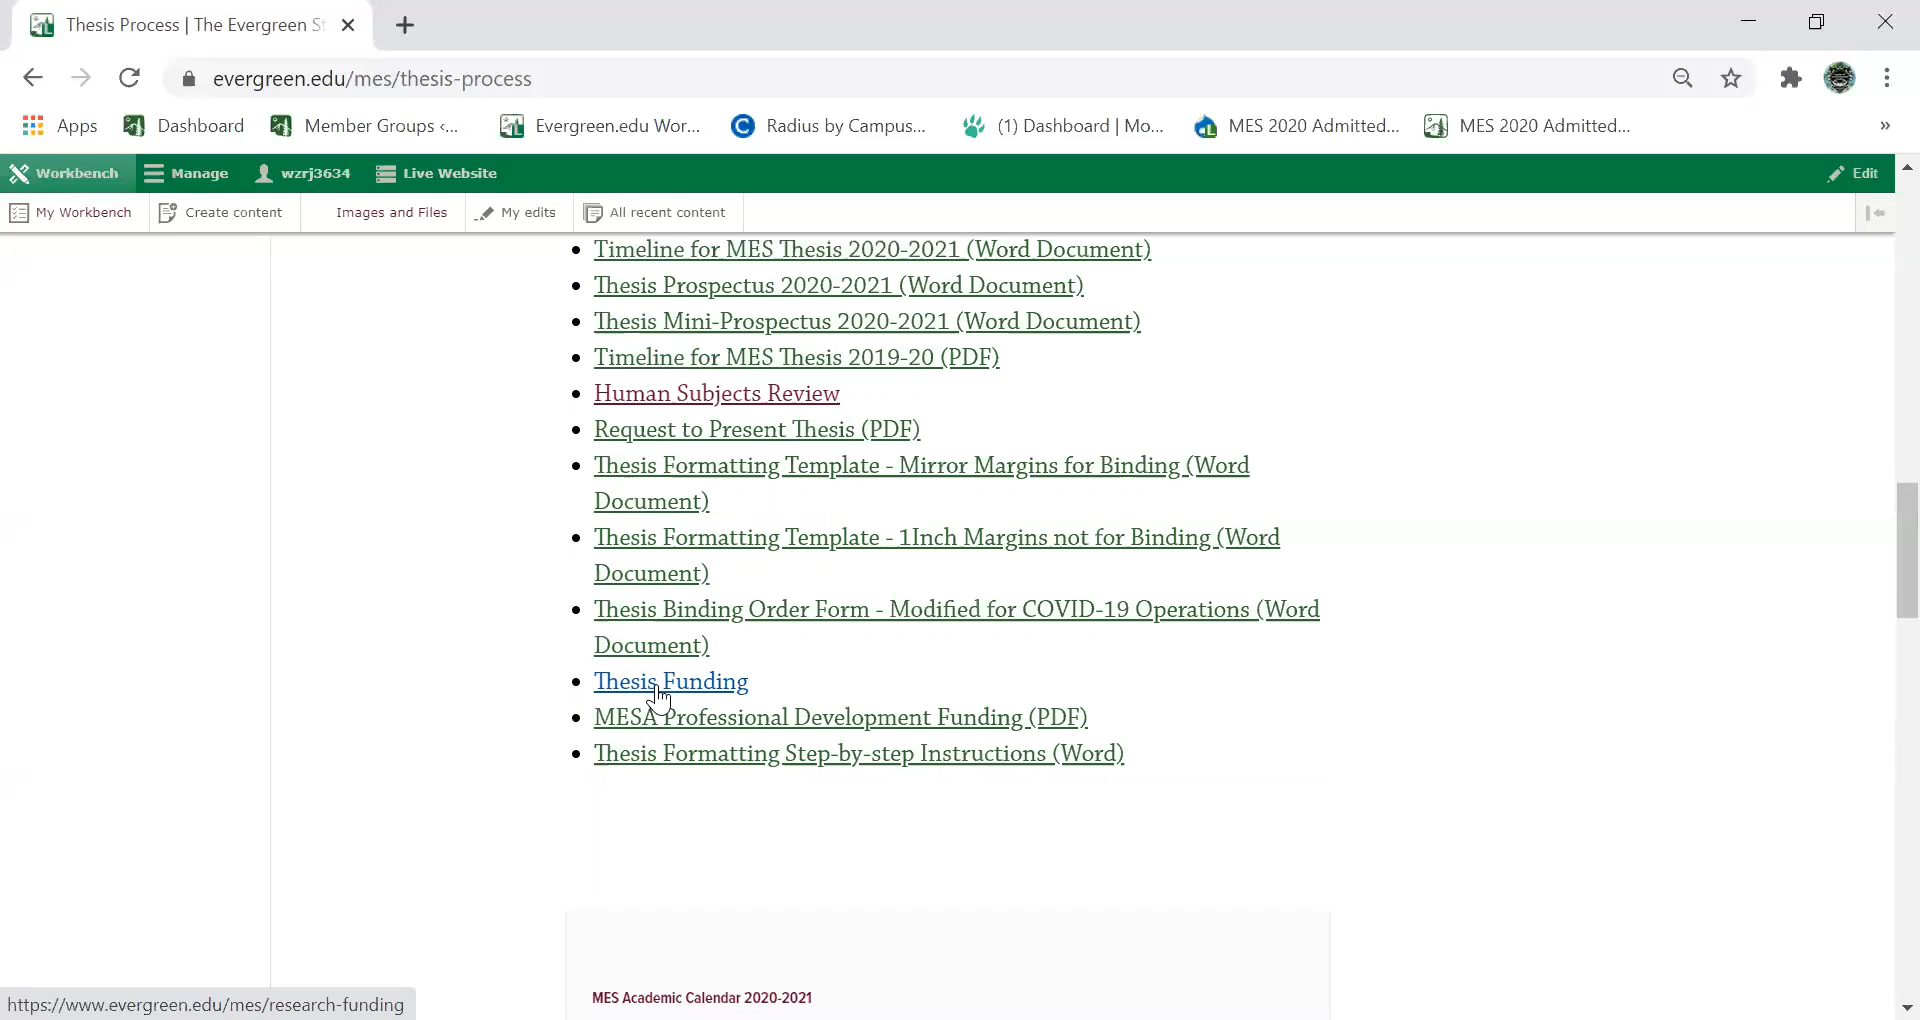 Thesis Process | The Evergreen St
evergreen.edu/mes/thesis-process
Apps Dashboard Member Groups <... Evergreen.edu Wor... Radius by Campus... (1) Dashboard | Mo... MES 2020 Admitted... MES 2020 Admitted... »
Workbench Manage wzrj3634 Live Website Edit
My Workbench Create content Images and Files My edits All recent content
Timeline for MES Thesis 2020-2021 (Word Document)
Thesis Prospectus 2020-2021 (Word Document)
Thesis Mini-Prospectus 2020-2021 (Word Document)
Timeline for MES Thesis 2019-20 (PDF)
Human Subjects Review
Request to Present Thesis (PDF)
Thesis Formatting Template - Mirror Margins for Binding (Word
Document)
Thesis Formatting Template - 1Inch Margins not for Binding (Word
Document)
Thesis Binding Order Form - Modified for COVID-19 Operations (Word
Document)
Thesis Funding
MESA Professional Development Funding (PDF)
Thesis Formatting Step-by-step Instructions (Word)
MES Academic Calendar 2020-2021
https://www.evergreen.edu/mes/research-funding